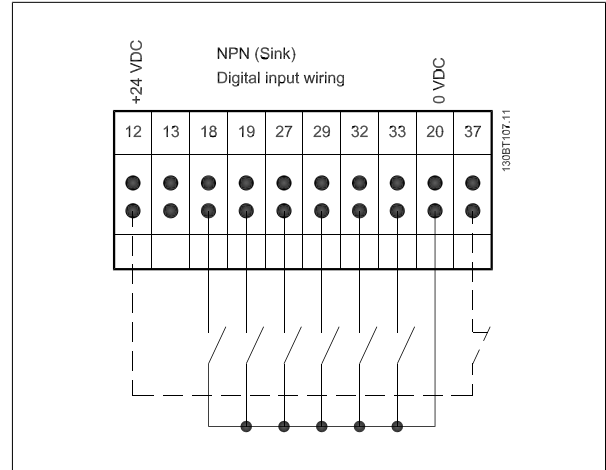 NPN (Sink)
Digital input wiring
+24 VDC
0 VDC
12 13 18 19 27 29 32 33 20 37
130BT107.11